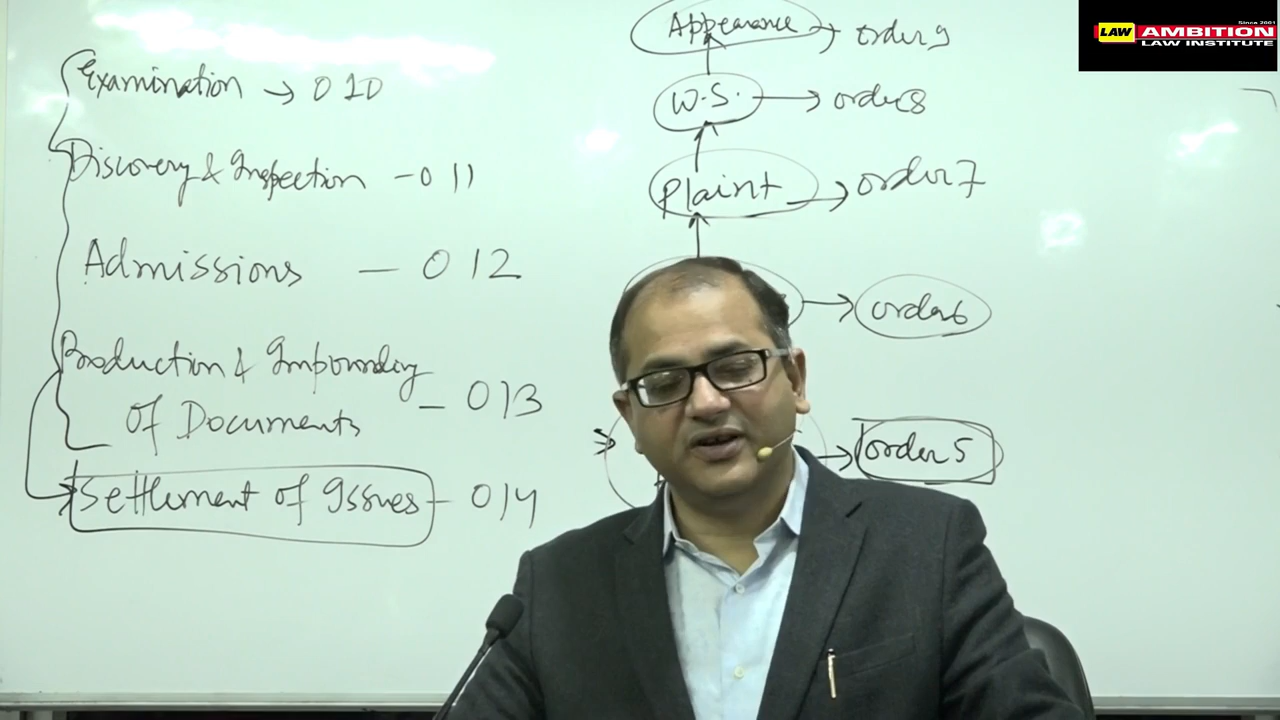 Examination → O 10
Discovery & Inspection - O 11
Admissions — O 12
Production & Impounding
Of Documents — O 13
Settlement of Issues — O 14
Appearance → order 9
W.S. → order 8
Plaint → order 7
→ order 6
→ order 5
Since 2001
LAW AMBITION
LAW INSTITUTE